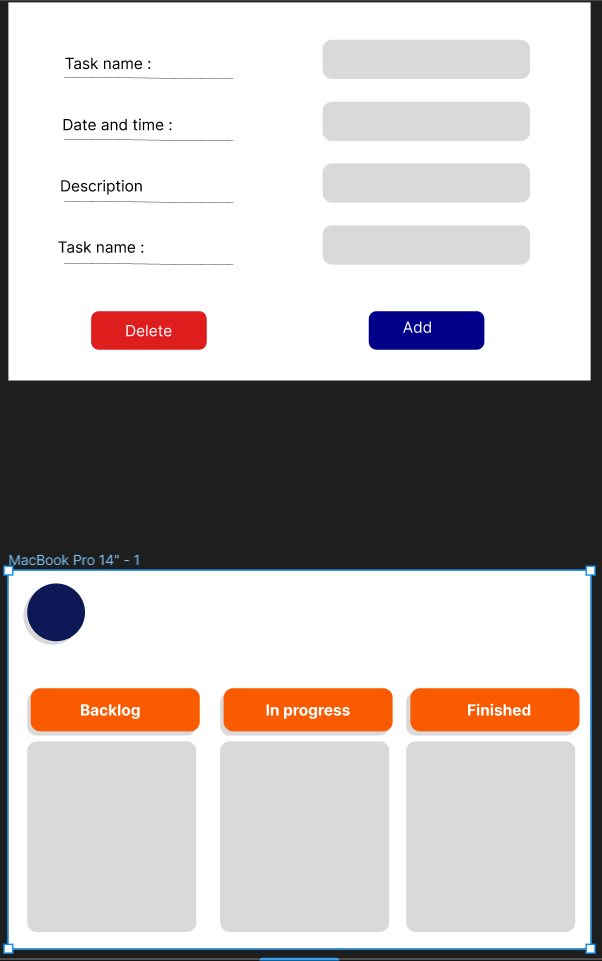 Task name :
Date and time :
Description
Task name :
Delete
Add
MacBook Pro 14" - 1
Backlog
In progress
Finished